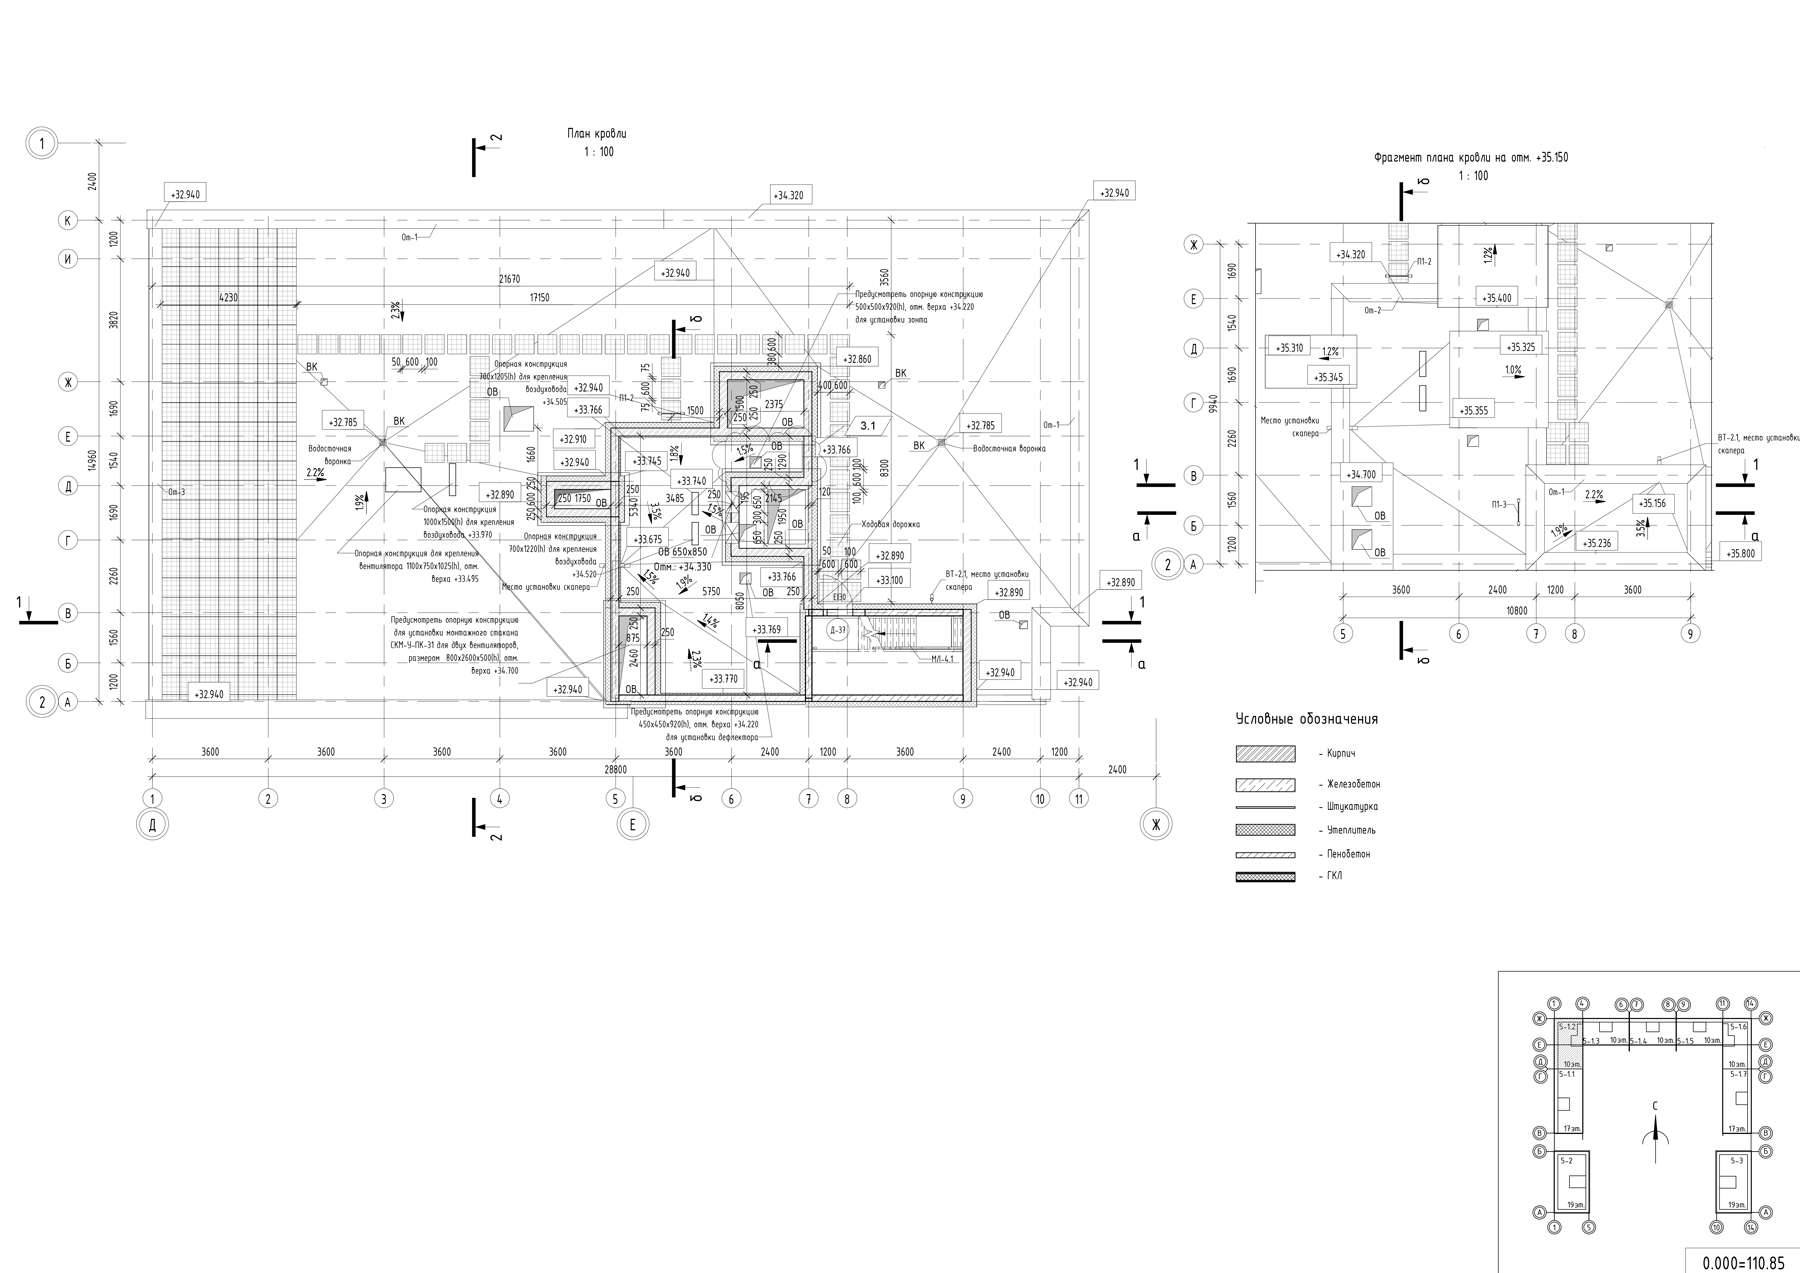 План кровли
1 : 100
1
2
2400
+32.940
+34.320
+32.940
К
1200
От-1
И
+32.940
3560
21670
4230
17150
2.3%
3820
Предусмотреть опорную конструкцию
500х500х920(h), отм. верха +34.220
для установки зонта
б
50 600 100
380 600
ВК
Опорная конструкция
700х1205(h) для крепления
воздуховода
+34.505
75
600
75
+32.860
ВК
Ж
ОВ
+32.940
П1-2
+33.766
1500
1500
250
2375
250
400 600
1690
+32.785
ВК
250
ОВ
3.1
+32.785
От-1
Е
+32.910
ВК
14960
Водосточная
воронка
1660
+32.940
+33.745
1.8%
1.5%
ОВ
+33.766
Водосточная воронка
1540
2.2%
250
1290
100
600
100
8300
Д
От-3
+32.890
+33.740
250
600
250
250 1750
ОВ
250
5340
3.5%
3485
250
195
2145
120
1.9%
1.5%
300 650
1950
1690
Опорная конструкция
1000х1500(h) для крепления
воздуховода +33.970
Опорная конструкция
700х1220(h) для крепления
воздуховода
+34.520
+33.675
ОВ
650
250
ОВ
Ходовая дорожка
Г
Опорная конструкция для крепления
вентилятора 1100х750х1025(h), отм.
верха +33.495
ОВ 650х850
Отм.: +34.330
50
100
600
600
+32.890
Место установки скапера
1.5%
1.9%
+33.766
+33.100
2260
250
5750
ОВ
250
EI30
ВТ-2.1, место установки
скапера
+32.890
+32.890
8050
1
В
Предусмотреть опорную конструкцию
для установки монтажного стакана
СКМ-У-ПК-31 для двух вентиляторов,
размером 800х2600х500(h), отм.
верха +34.700
250
875
250
1.4%
+33.769
Д-37
ОВ
1
1560
2460
а
2.3%
МЛ-4.1
а
Б
+33.770
+32.940
+32.940
1200
+32.940
+32.940
ОВ
2
А
Предусмотреть опорную конструкцию
450х450х920(h), отм. верха +34.220
для установки дефлектора
3600
3600
3600
3600
3600
2400
1200
3600
2400
1200
28800
2400
б
1
2
3
4
5
6
7
8
9
10
11
Д
Е
Ж
2
Фрагмент плана кровли на отм. +35.150
1 : 100
б
Ж
+34.320
П1-2
1.2%
1690
Е
От-2
+35.400
1540
Д
+35.310
1.2%
+35.325
1690
+35.345
1.0%
Г
9940
+35.355
Место установки
скапера
2260
ВТ-2.1, место установки
скапера
В
+34.700
1
1
От-1
2.2%
+35.156
1560
П1-3
а
ОВ
Б
1.9%
3.5%
а
+35.236
1200
ОВ
+35.800
2
А
3600
2400
1200
3600
10800
5
6
7
8
9
б
Условные обозначения
- Кирпич
- Железобетон
- Штукатурка
- Утеплитель
- Пенобетон
- ГКЛ
1
4
6
7
8
9
11
14
Ж
5-1.2
5-1.6
Ж
Е
5-1.3
10эт.
5-1.4
10эт.
5-1.5
10эт.
Е
Д
10эт.
10эт.
Д
Г
5-1.1
5-1.7
Г
С
В
17эт.
17эт.
В
Б
Б
5-2
5-3
19эт.
19эт.
А
А
1
5
10
14
0.000=110.85